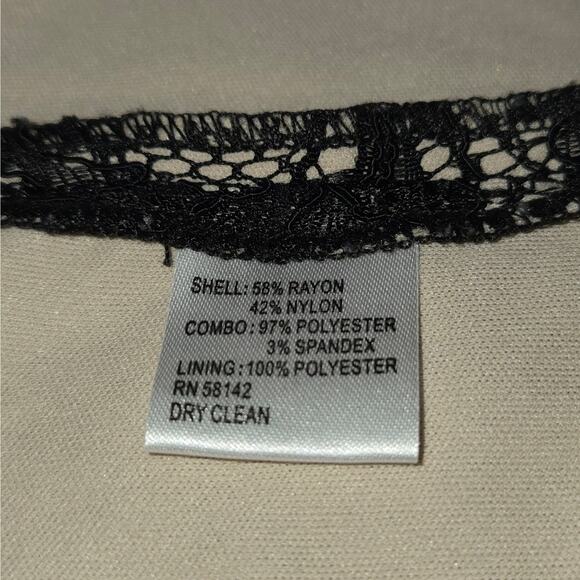 SHELL: 58% RAYON
42% NYLON
COMBO: 97% POLYESTER
3% SPANDEX
LINING: 100% POLYESTER
RN 58142
DRY CLEAN